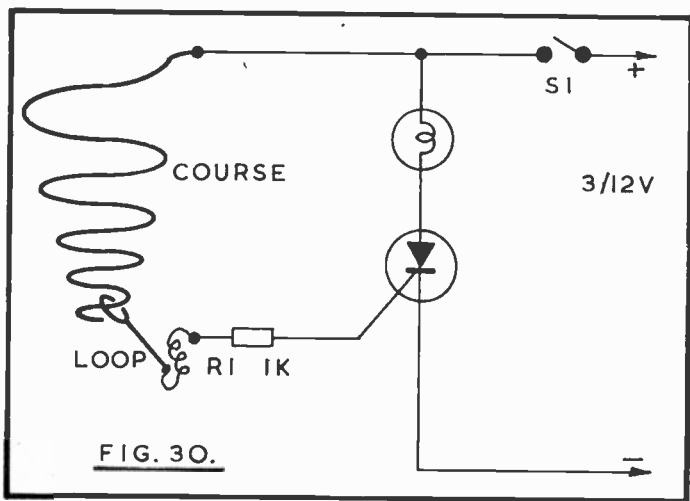 +
S1
COURSE
3/12V
LOOP
R1 1K
FIG. 30.
−